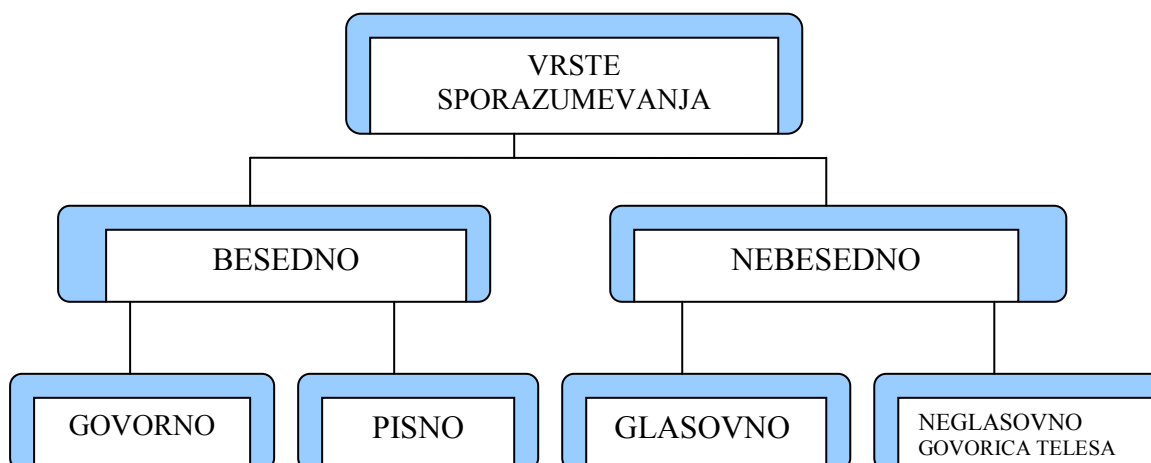 VRSTE
SPORAZUMEVANJA
BESEDNO
NEBESEDNO
GOVORNO
PISNO
GLASOVNO
NEGLASOVNO
GOVORICA TELESA